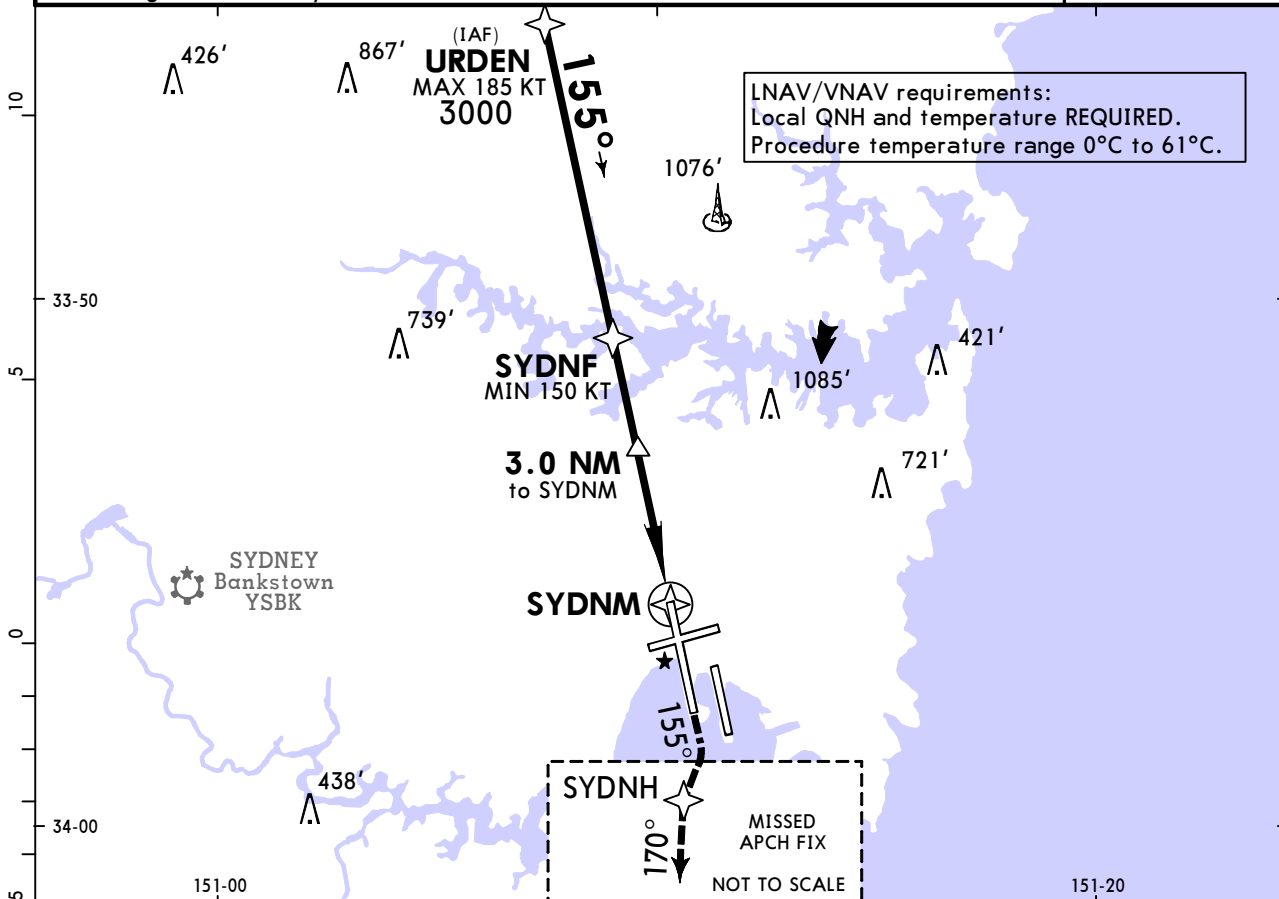 (IAF)
URDEN
MAX 185 KT
3000
426'
867'
155°
LNAV/VNAV requirements:
Local QNH and temperature REQUIRED.
Procedure temperature range 0°C to 61°C.
10
1076'
33-50
739'
SYDNF
MIN 150 KT
421'
5
1085'
3.0 NM
to SYDNM
721'
SYDNEY
Bankstown
YSBK
SYDNM
0
155°
438'
SYDNH
34-00
170°
MISSED
APCH FIX
NOT TO SCALE
151-00
151-20
5